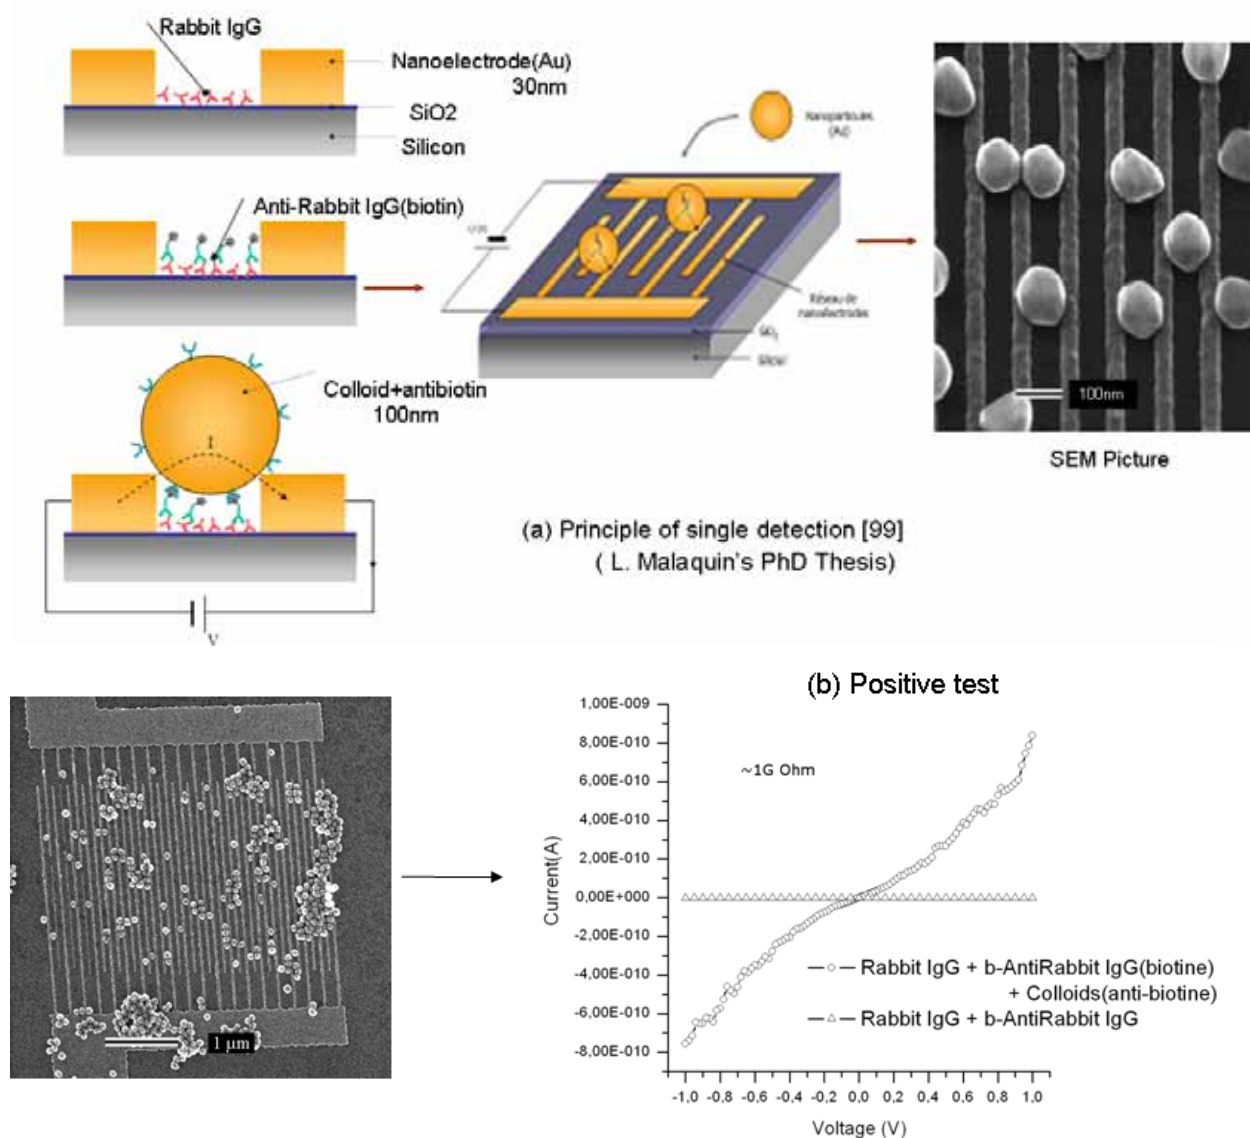 Rabbit IgG
Nanoelectrode(Au)
30nm
SiO2
Silicon
Anti-Rabbit IgG(biotin)
Colloid+antibiotin
100nm
I
V
Nanoparticules
(Au)
Réseau de
nanoelectrodes
100nm
SEM Picture
(a) Principle of single detection [99]
( L. Malaquin's PhD Thesis)
1 µm
(b) Positive test
1,00E-009
8,00E-010
6,00E-010
4,00E-010
2,00E-010
0,00E+000
-2,00E-010
-4,00E-010
-6,00E-010
-8,00E-010
Current(A)
~1G Ohm
Rabbit IgG + b-AntiRabbit IgG(biotine)
+ Colloids(anti-biotine)
Rabbit IgG + b-AntiRabbit IgG
-1,0 -0,8 -0,6 -0,4 -0,2 0,0 0,2 0,4 0,6 0,8 1,0
Voltage (V)